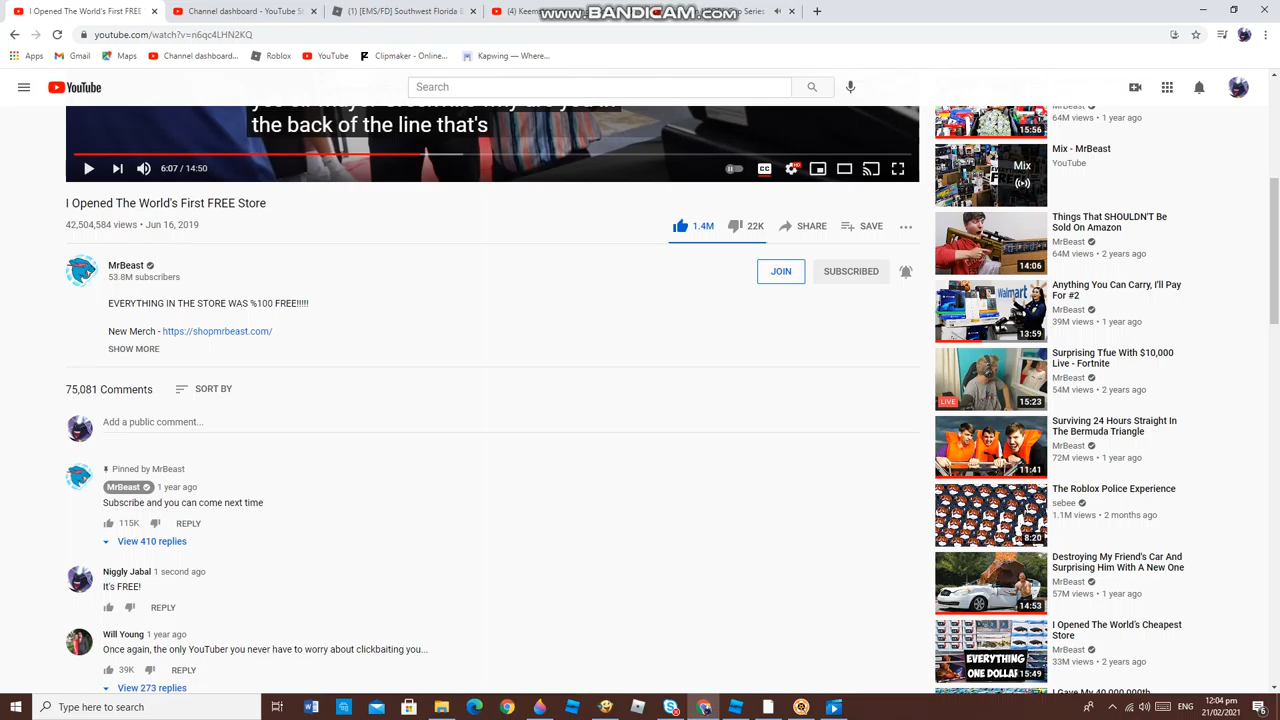 I Opened The World's First FREE
(2) YouTube
(1) [EMS/FD] Southwest Florida
(4) Keem
Series
www.BANDICAM.com
youtube.com/watch?v=n6qc4LHN2KQ
Apps
Gmail
Maps
Channel dashboard...
Roblox
YouTube
Clipmaker - Online...
Kapwing — Where...
YouTube
Search
the back of the line that's
6:07 / 14:50
I Opened The World's First FREE Store
42,504,584 views • Jun 16, 2019
1.4M
22K
SHARE
SAVE
MrBeast
53.8M subscribers
JOIN
SUBSCRIBED
EVERYTHING IN THE STORE WAS %100 FREE!!!!!
New Merch - https://shopmrbeast.com/
SHOW MORE
75,081 Comments
SORT BY
Add a public comment...
Pinned by MrBeast
MrBeast 1 year ago
Subscribe and you can come next time
115K
REPLY
View 410 replies
Niggly Jabal 1 second ago
It's FREE!
REPLY
Will Young 1 year ago
Once again, the only YouTuber you never have to worry about clickbaiting you...
39K
REPLY
View 273 replies
MrBeast
64M views • 1 year ago
15:56
Mix
Mix - MrBeast
YouTube
Things That SHOULDN'T Be
Sold On Amazon
MrBeast
64M views • 2 years ago
14:06
Walmart
Anything You Can Carry, I'll Pay
For #2
MrBeast
39M views • 1 year ago
13:59
Surprising Tfue With $10,000
Live - Fortnite
MrBeast
54M views • 2 years ago
LIVE
15:23
Surviving 24 Hours Straight In
The Bermuda Triangle
MrBeast
72M views • 1 year ago
11:41
The Roblox Police Experience
sebee
1.1M views • 2 months ago
8:20
Destroying My Friend's Car And
Surprising Him With A New One
MrBeast
57M views • 1 year ago
14:53
I Opened The World's Cheapest
Store
MrBeast
33M views • 2 years ago
EVERYTHING
ONE DOLLAR
15:49
I Gave My 40,000,000th
Type here to search
ENG
12:04 pm
21/02/2021